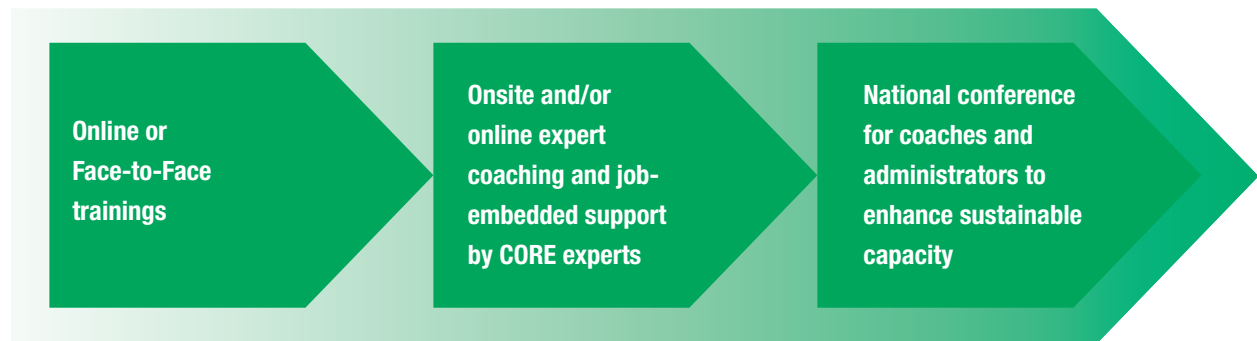 Online or
Face-to-Face
trainings
Onsite and/or
online expert
coaching and job-
embedded support
by CORE experts
National conference
for coaches and
administrators to
enhance sustainable
capacity